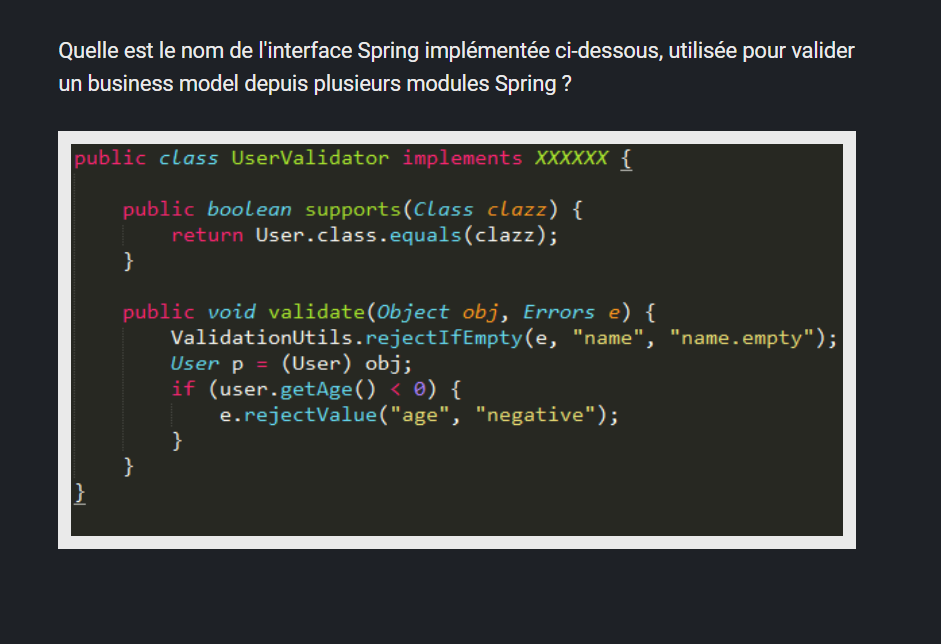 Quelle est le nom de l'interface Spring implémentée ci-dessous, utilisée pour valider
un business model depuis plusieurs modules Spring ?
public class UserValidator implements XXXXXX {
public boolean supports(Class clazz) {
return User.class.equals(clazz);
}
public void validate(Object obj, Errors e) {
ValidationUtils.rejectIfEmpty(e, "name", "name.empty");
User p = (User) obj;
if (user.getAge() < 0) {
e.rejectValue("age", "negative");
}
}
}